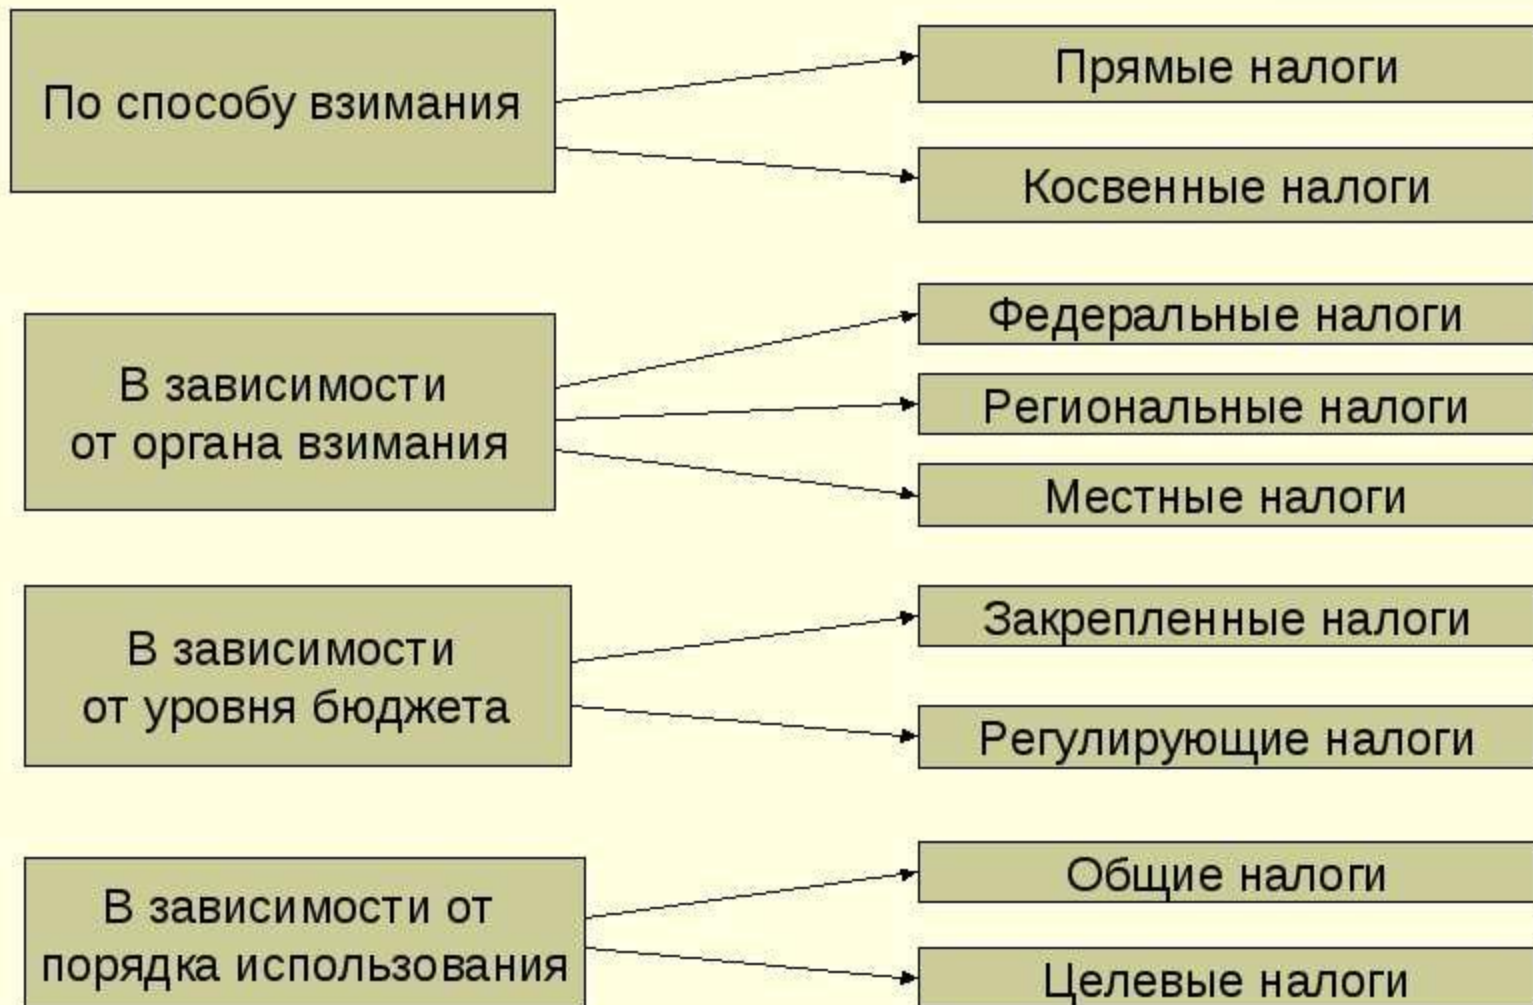 По способу взимания
Прямые налоги
Косвенные налоги
В зависимости
от органа взимания
Федеральные налоги
Региональные налоги
Местные налоги
В зависимости
от уровня бюджета
Закрепленные налоги
Регулирующие налоги
В зависимости от
порядка использования
Общие налоги
Целевые налоги